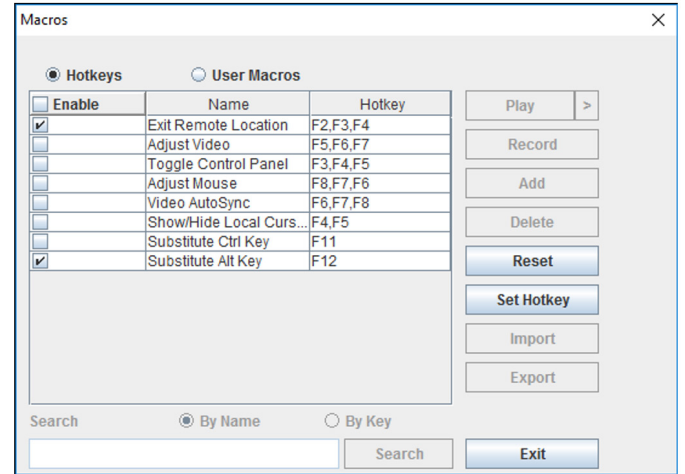 Macros
Hotkeys User Macros
Enable Name Hotkey Play >
Exit Remote Location F2,F3,F4
Adjust Video F5,F6,F7 Record
Toggle Control Panel F3,F4,F5
Adjust Mouse F8,F7,F6 Add
Video AutoSync F6,F7,F8
Show/Hide Local Curs... F4,F5 Delete
Substitute Ctrl Key F11
Substitute Alt Key F12 Reset
Set Hotkey
Import
Export
Search By Name By Key
Search Exit